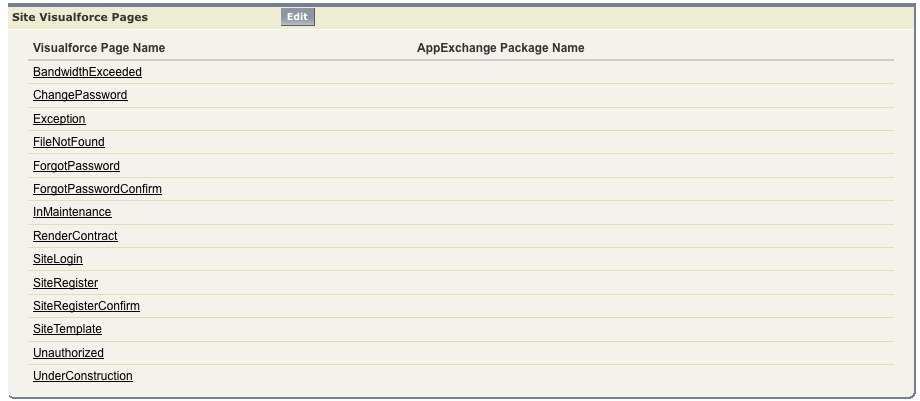 Site Visualforce Pages Edit
Visualforce Page Name AppExchange Package Name
BandwidthExceeded
ChangePassword
Exception
FileNotFound
ForgotPassword
ForgotPasswordConfirm
InMaintenance
RenderContract
SiteLogin
SiteRegister
SiteRegisterConfirm
SiteTemplate
Unauthorized
UnderConstruction